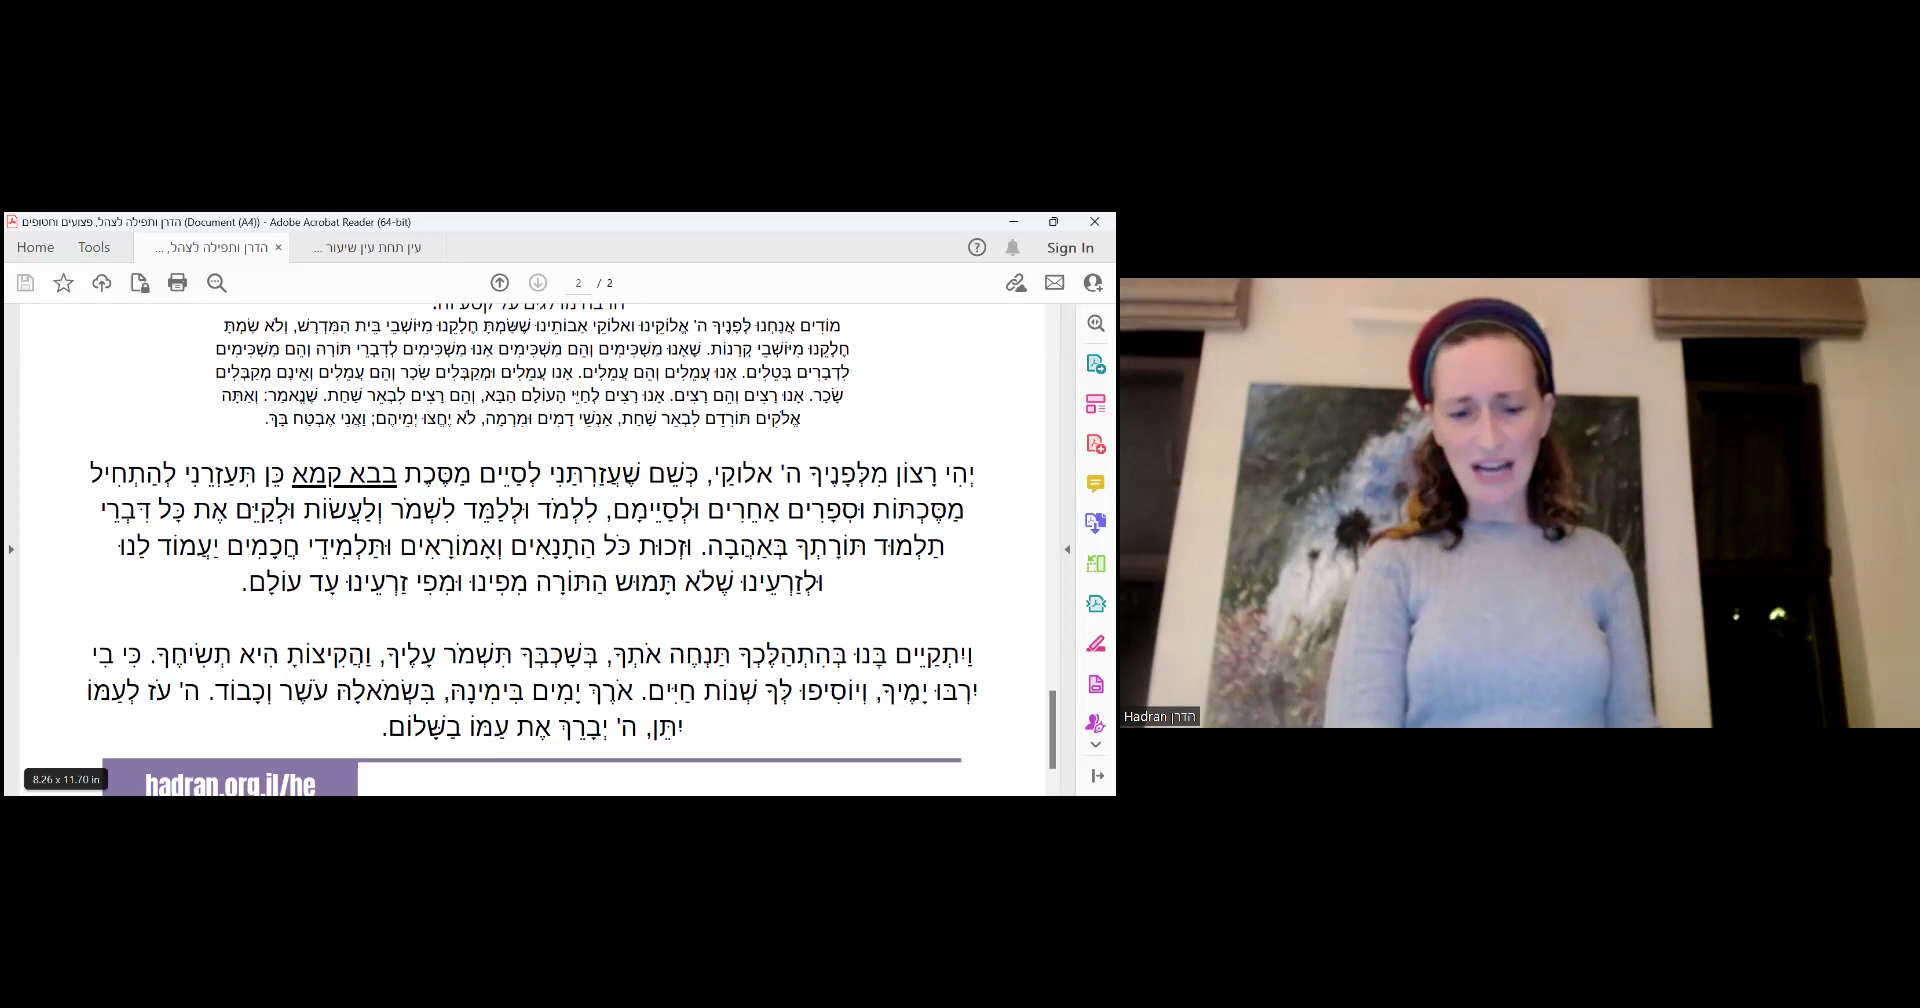 הדרן ותפילה לצהל, פצועים וחטופים (Document (A4)) - Adobe Acrobat Reader (64-bit)
Home Tools הדרן ותפילה לצהל, ... × עין תחת עין שיעור ... Sign In
2 / 2
מוֹדִים אֲנַחְנוּ לְּפָנֶיךָ ה' אֱלוֹקֵינוּ ואלוֹקֵי אֲבוֹתֵינוּ שֶׁשַּׂמְתָּ חֶלְקֵנוּ מִיּוֹשְׁבֵי בֵּית הַמִּדְרָשׁ, וְלֹא שַׂמְתָּ
חֶלְקֵנוּ מִיּוֹשְׁבֵי קְרָנוֹת. שֶׁאָנוּ מַשְׁכִּימִים וְהֵם מַשְׁכִּימִים אָנוּ מַשְׁכִּימִים לְדִבְרֵי תּוֹרָה וְהֵם מַשְׁכִּימִים
לִדְבָרִים בְּטֵלִים. אָנוּ עֲמֵלִים וְהֵם עֲמֵלִים. אָנוּ עֲמֵלִים וּמְקַבְּלִים שָׂכָר וְהֵם עֲמֵלִים וְאֵינָם מְקַבְּלִים
שָׂכָר. אָנוּ רָצִים וְהֵם רָצִים. אָנוּ רָצִים לְחַיֵּי הָעוֹלָם הַבָּא, וְהֵם רָצִים לִבְאֵר שַׁחַת. שֶׁנֶּאֱמַר: וְאַתָּה
אֱלֹקִים תּוֹרִדֵם לִבְאֵר שַׁחַת, אַנְשֵׁי דָמִים וּמִרְמָה, לֹא יֶחֱצוּ יְמֵיהֶם; וַאֲנִי אֶבְטַח בָּךְ.
יְהִי רָצוֹן מִלְּפָנֶיךָ ה' אלוקַי, כְּשֵׁם שֶׁעֲזַרְתַּנִי לְסַיֵּים מַסֶּכֶת בבא קמא כֵּן תְּעַזְרֵנִי לְהַתְחִיל
מַסֶּכְתּוֹת וּסְפָרִים אַחֵרִים וּלְסַיֵּימָם, לִלְמֹד וּלְלַמֵּד לִשְׁמֹר וְלַעֲשׂוֹת וּלְקַיֵּם אֶת כָּל דִּבְרֵי
תַלְמוּד תּוֹרָתְךָ בְּאַהֲבָה. וּזְכוּת כֹּל הַתְנָאִים וְאָמוֹרָאִים וּתַּלְמִידֵי חֲכָמִים יַעֲמוֹד לַנוּ
וּלְזַרְעֵינוּ שֶׁלֹא תָּמוּש הַתּוֹרָה מִפִּינוּ וּמִפִּי זַרְעֵינוּ עָד עוֹלָם.
וַיִתְקַיֵים בָּנוּ בְּהִתְהַלֶּכְךָ תַּנְחֶה אֹתָךְ, בְּשָׁכְבְּךָ תִּשְׁמֹר עָלֶיךָ, וַהֲקִיצוֹתָ הִיא תְשִׂיחֶךָ. כִּי בִי
יִרְבּוּ יָמֶיךָ, וְיוֹסִיפוּ לְּךָ שְׁנוֹת חַיִּים. אֹרֶךְ יָמִים בִּימִינָהּ, בִּשְׂמֹאלָהּ עֹשֶׁר וְכָבוֹד. ה' עֹז לְעַמּוֹ
יִתֵּן, ה' יְבָרֵךְ אֶת עַמּוֹ בַשָּׁלוֹם.
8.26 x 11.70 in
hadran.org.il/he
Hadran הדרן